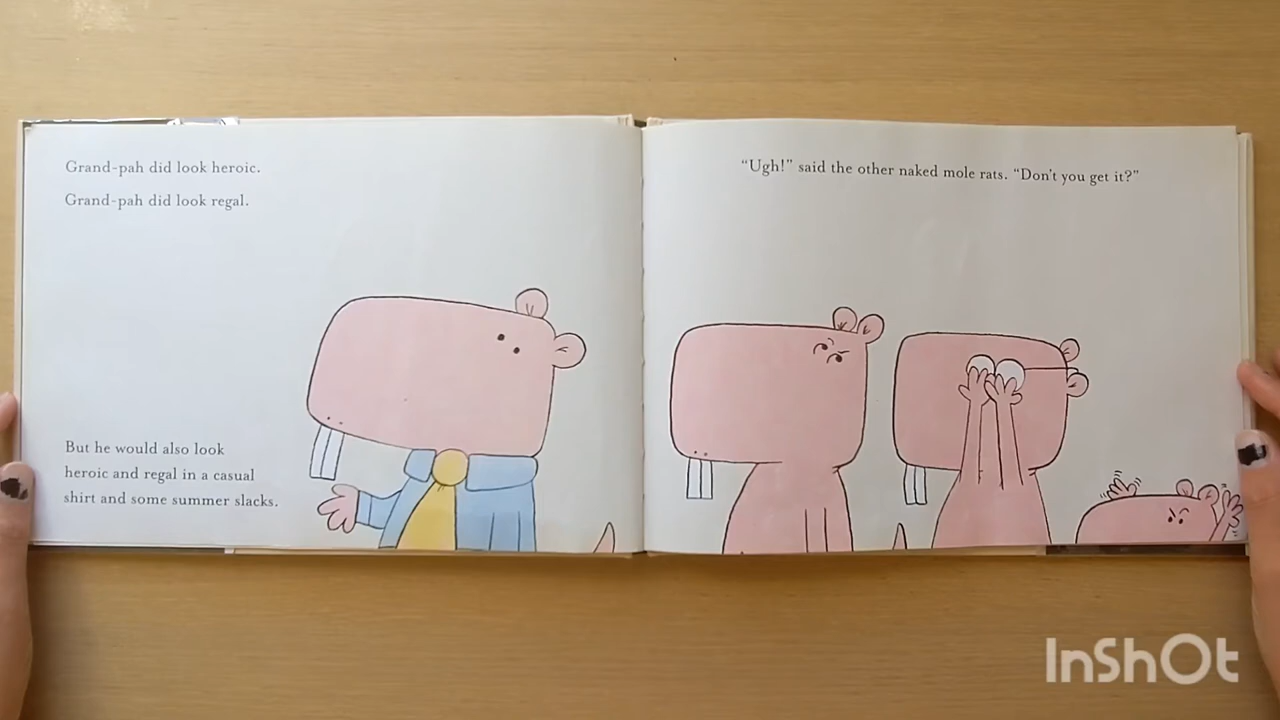 Grand-pah did look heroic.
Grand-pah did look regal.
But he would also look
heroic and regal in a casual
shirt and some summer slacks.
“Ugh!” said the other naked mole rats. “Don’t you get it?”
InShOt